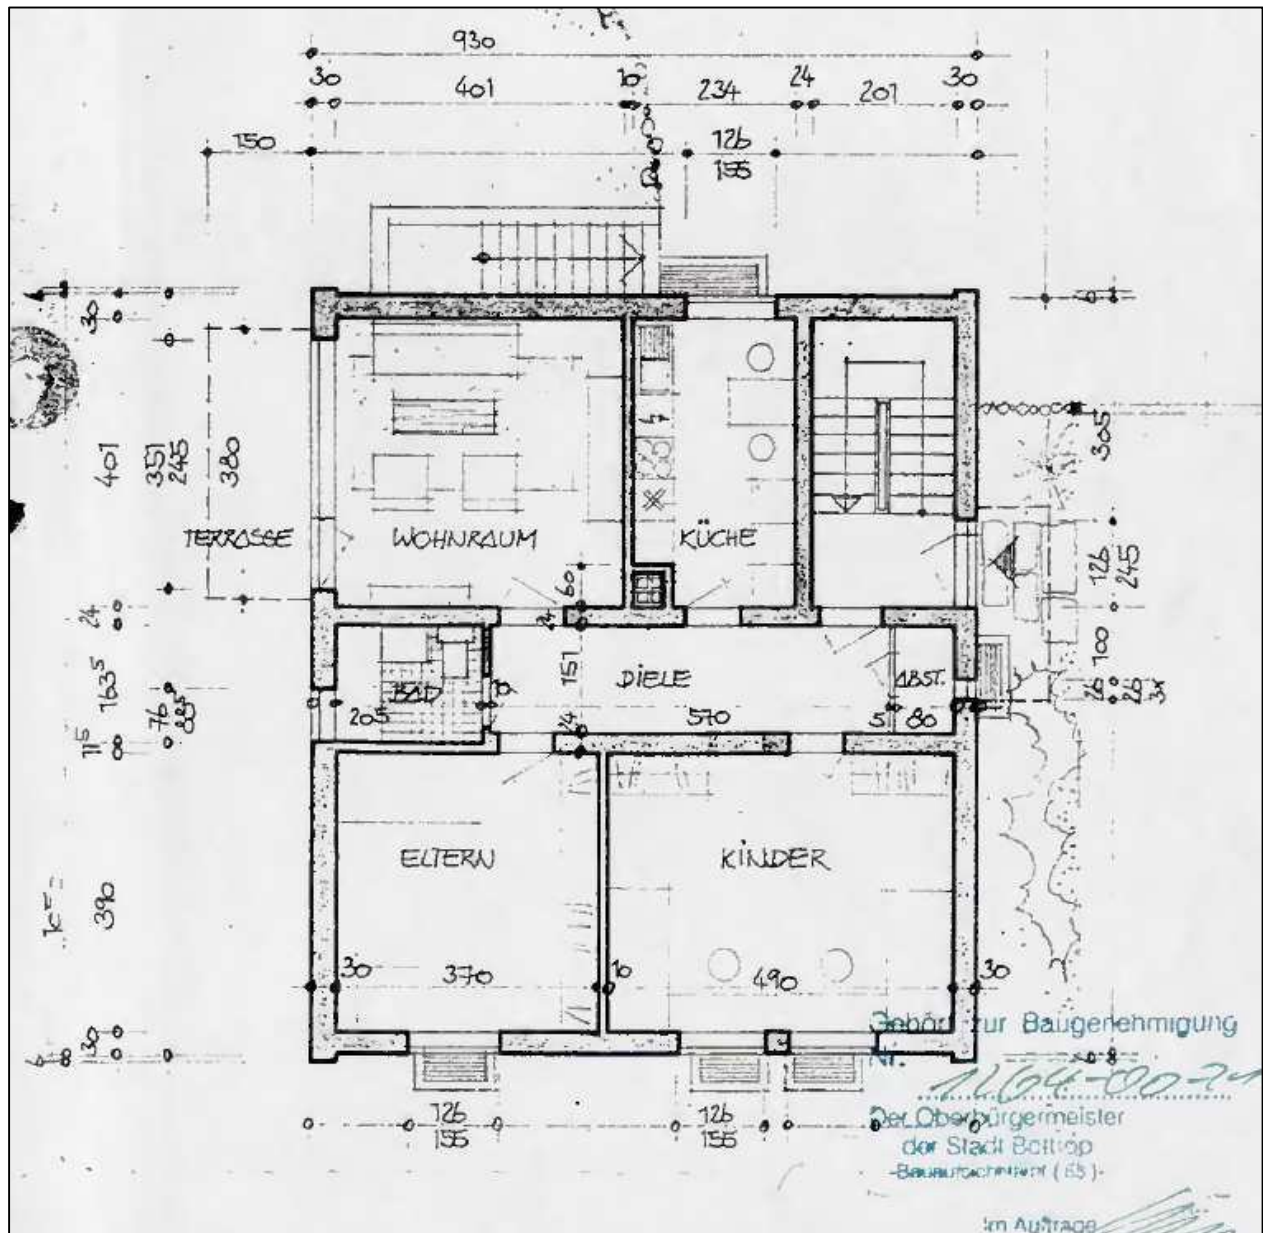 930
30 401 10 234 24 201 30
150 126
155
30
401 351
245 380
TERRASSE WOHNRAUM KÜCHE
305
126
245
60
24
24
163⁵
11⁵
76
88⁵
151 DIELE ABST.
BAD
205 570 5 80
24
100
26
26
ELTERN KINDER
390
30 370 10 490 30
30
126
155
126
155
Gehört zur Baugenehmigung
Nr.
Der Oberbürgermeister
der Stadt Bottrop
Im Auftrage